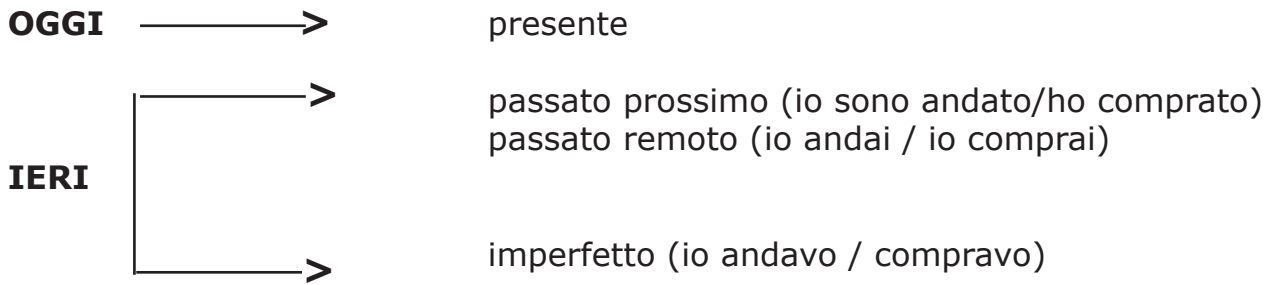 OGGI > presente
> passato prossimo (io sono andato/ho comprato)
passato remoto (io andai / io comprai)
IERI
> imperfetto (io andavo / compravo)